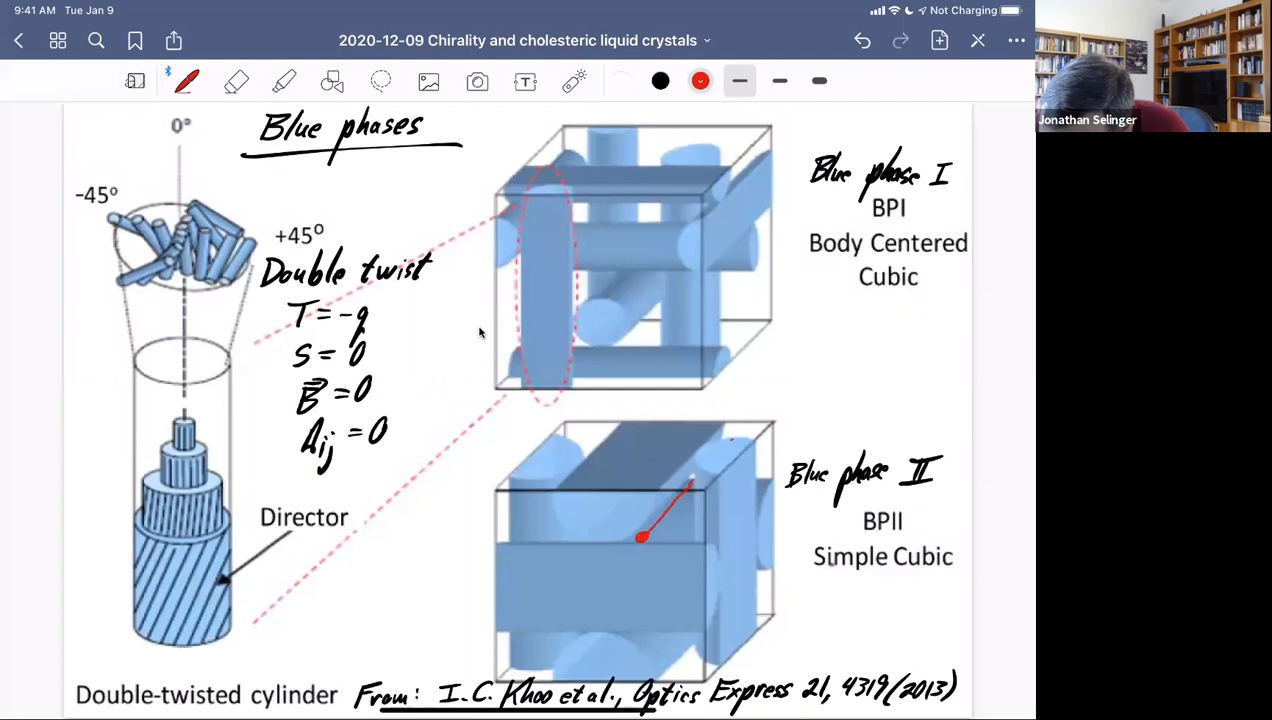 9:41 AM Tue Jan 9
Not Charging
2020-12-09 Chirality and cholesteric liquid crystals
Jonathan Selinger
Blue phases
0°
-45°
+45°
Double twist
T = -q
S = 0
B⃗ = 0
Δij = 0
Director
Double-twisted cylinder
Blue phase I
BPI
Body Centered
Cubic
Blue phase II
BPII
Simple Cubic
From: I.C. Khoo et al., Optics Express 21, 4319 (2013)